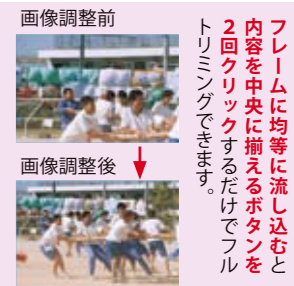 画像調整前
画像調整後
フレームに均等に流し込むと
内容を中央に揃えるボタンを
2回クリックするだけでフル
トリミングできます。